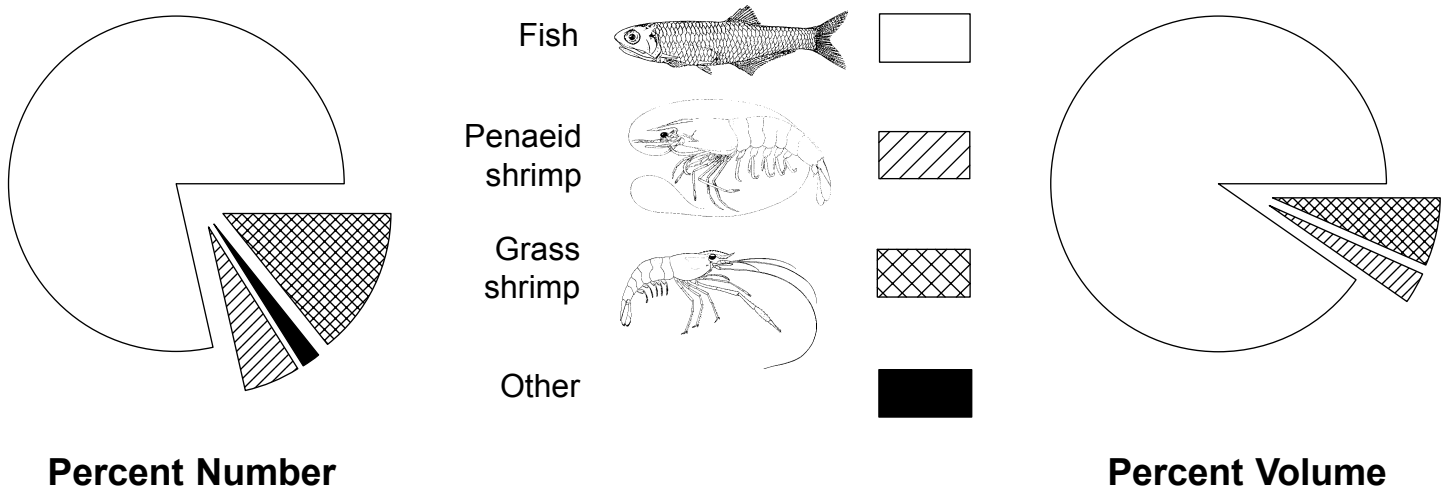 Fish
Penaeid
shrimp
Grass
shrimp
Other
Percent Number
Percent Volume